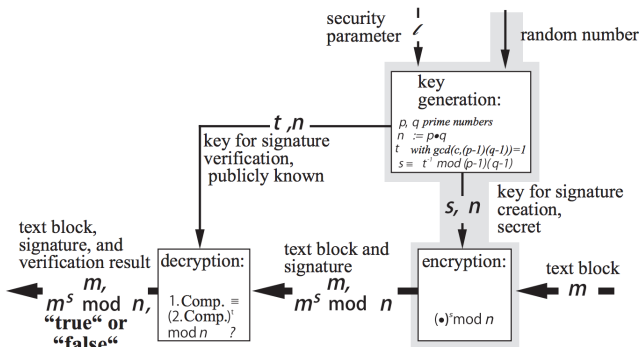 security
parameter ℓ
random number
key
generation:
p, q prime numbers
n := p•q
t with gcd(c,(p-1)(q-1))=1
s ≡ t⁻¹ mod (p-1)(q-1)
t ,n
key for signature
verification,
publicly known
s, n
key for signature
creation,
secret
text block,
signature, and
verification result
m,
mˢ mod n,
“true“ or
“false“
decryption:
1.Comp. ≡
(2.Comp.)ᵗ
mod n ?
text block and
signature
m,
mˢ mod n
encryption:
(•)ˢmod n
text block
m